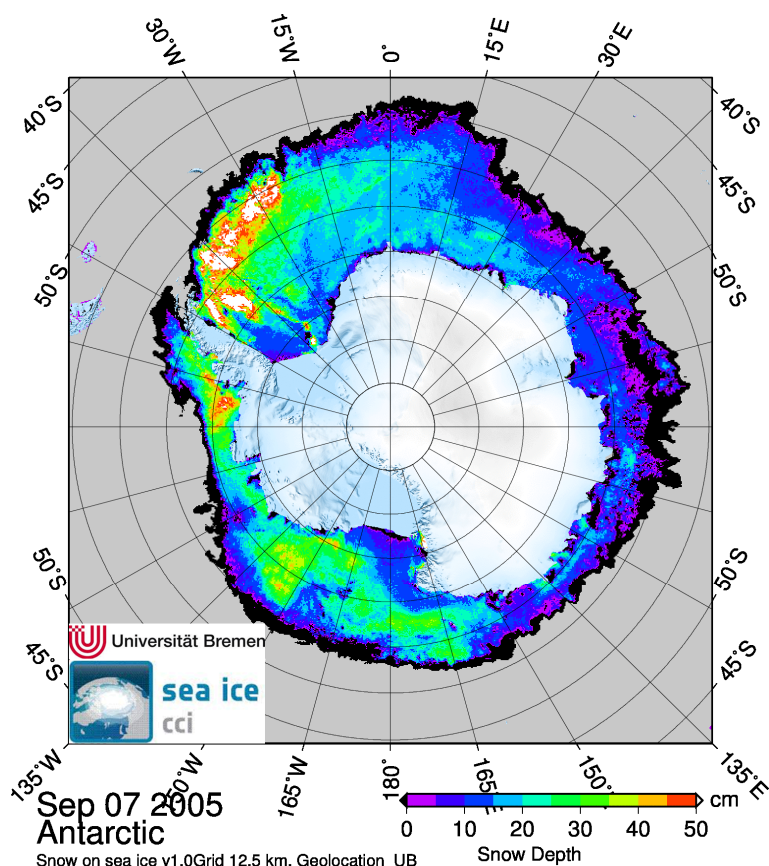 30°W
15°W
0°
15°E
30°E
40°S
40°S
45°S
45°S
50°S
50°S
50°S
50°S
45°S
45°S
Universität Bremen
sea ice
cci
135°W
150°W
165°W
180°
165°E
150°
135°E
Sep 07 2005
Antarctic
Snow on sea ice v1.0Grid 12.5 km, Geolocation UB
cm
0 10 20 30 40 50
Snow Depth